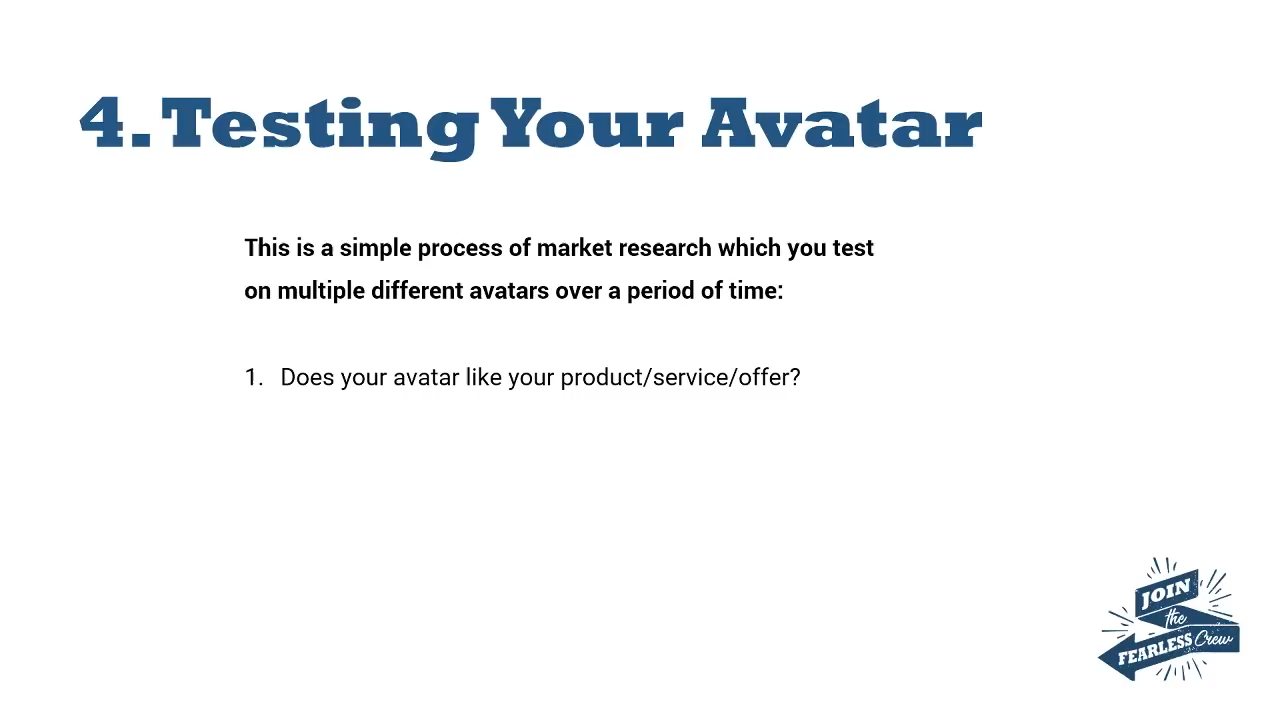 4. Testing Your Avatar
This is a simple process of market research which you test
on multiple different avatars over a period of time:
1. Does your avatar like your product/service/offer?
JOIN
the
FEARLESS Crew